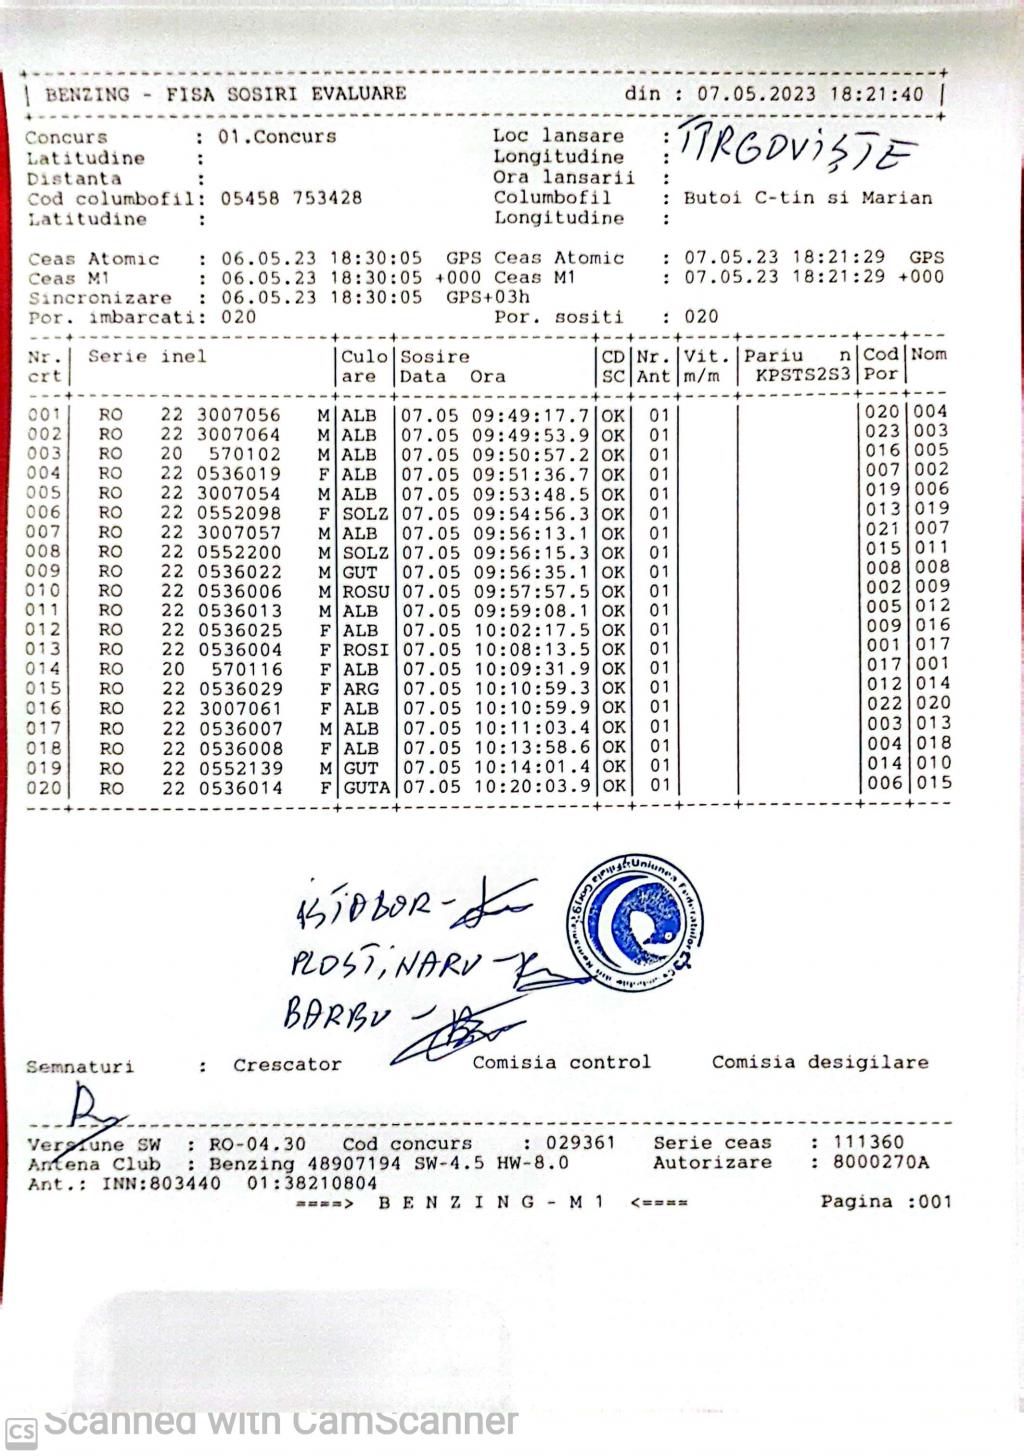 BENZING - FISA SOSIRI EVALUARE din : 07.05.2023 18:21:40
Concurs : 01.Concurs Loc lansare : TÎRGOVIȘTE
Latitudine : Longitudine :
Distanta : Ora lansarii :
Cod columbofil: 05458 753428 Columbofil : Butoi C-tin si Marian
Latitudine : Longitudine :
Ceas Atomic : 06.05.23 18:30:05 GPS Ceas Atomic : 07.05.23 18:21:29 GPS
Ceas M1 : 06.05.23 18:30:05 +000 Ceas M1 : 07.05.23 18:21:29 +000
Sincronizare : 06.05.23 18:30:05 GPS+03h
Por. imbarcati: 020 Por. sositi : 020
Nr. Serie inel Culo Sosire CD Nr. Vit. Pariu n Cod Nom
crt are Data Ora SC Ant m/m KPSTS2S3 Por
001 RO 22 3007056 M ALB 07.05 09:49:17.7 OK 01 020 004
002 RO 22 3007064 M ALB 07.05 09:49:53.9 OK 01 023 003
003 RO 20 570102 M ALB 07.05 09:50:57.2 OK 01 016 005
004 RO 22 0536019 F ALB 07.05 09:51:36.7 OK 01 007 002
005 RO 22 3007054 M ALB 07.05 09:53:48.5 OK 01 019 006
006 RO 22 0552098 F SOLZ 07.05 09:54:56.3 OK 01 013 019
007 RO 22 3007057 M ALB 07.05 09:56:13.1 OK 01 021 007
008 RO 22 0552200 M SOLZ 07.05 09:56:15.3 OK 01 015 011
009 RO 22 0536022 M GUT 07.05 09:56:35.1 OK 01 008 008
010 RO 22 0536006 M ROSU 07.05 09:57:57.5 OK 01 002 009
011 RO 22 0536013 M ALB 07.05 09:59:08.1 OK 01 005 012
012 RO 22 0536025 F ALB 07.05 10:02:17.5 OK 01 009 016
013 RO 22 0536004 F ROSI 07.05 10:08:13.5 OK 01 001 017
014 RO 20 570116 F ALB 07.05 10:09:31.9 OK 01 017 001
015 RO 22 0536029 F ARG 07.05 10:10:59.3 OK 01 012 014
016 RO 22 3007061 F ALB 07.05 10:10:59.9 OK 01 022 020
017 RO 22 0536007 M ALB 07.05 10:11:03.4 OK 01 003 013
018 RO 22 0536008 F ALB 07.05 10:13:58.6 OK 01 004 018
019 RO 22 0552139 M GUT 07.05 10:14:01.4 OK 01 014 010
020 RO 22 0536014 F GUTA 07.05 10:20:03.9 OK 01 006 015
IȘTOBOR -
PLOȘTINARU -
BARBU -
Semnaturi : Crescator Comisia control Comisia desigilare
Versiune SW : RO-04.30 Cod concurs : 029361 Serie ceas : 111360
Antena Club : Benzing 48907194 SW-4.5 HW-8.0 Autorizare : 8000270A
Ant.: INN:803440 01:38210804
====> B E N Z I N G - M 1 <==== Pagina :001
CS Scanned with CamScanner